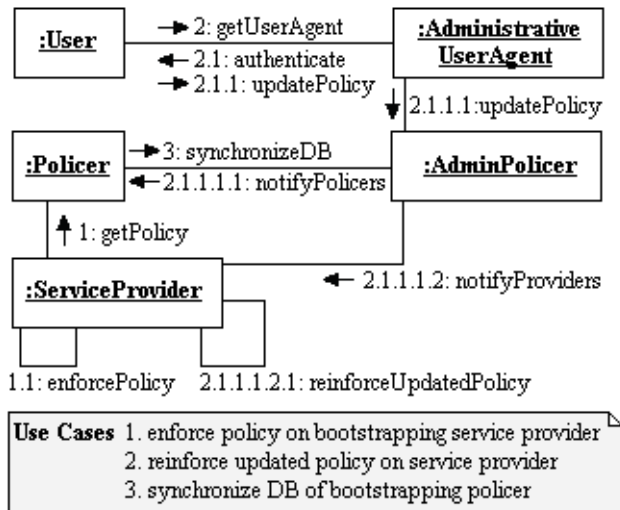 :User
2: getUserAgent
2.1: authenticate
2.1.1: updatePolicy
:Administrative
UserAgent
2.1.1.1:updatePolicy
:Policer
3: synchronizeDB
2.1.1.1.1: notifyPolicers
:AdminPolicer
1: getPolicy
:ServiceProvider
2.1.1.1.2: notifyProviders
1.1: enforcePolicy
2.1.1.1.2.1: reinforceUpdatedPolicy
Use Cases 1. enforce policy on bootstrapping service provider
2. reinforce updated policy on service provider
3. synchronize DB of bootstrapping policer